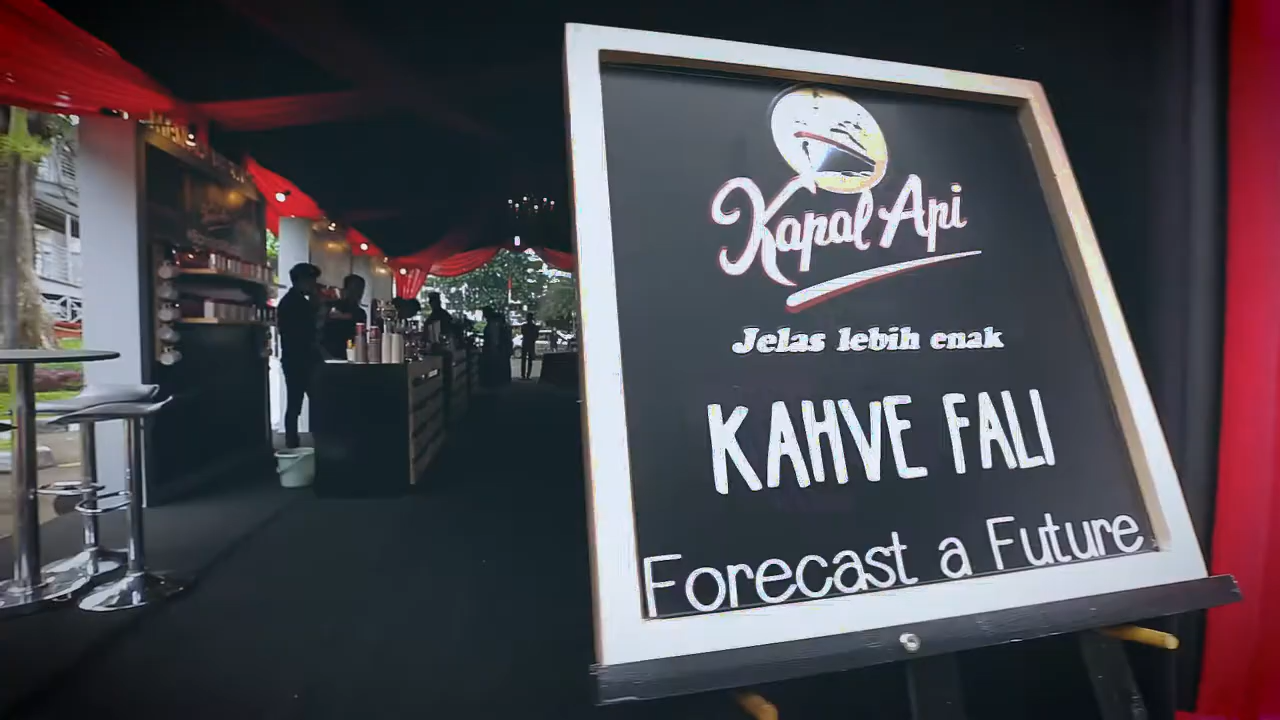 Kapal Api
Jelas lebih enak
KAHVE FALI
Forecast a Future